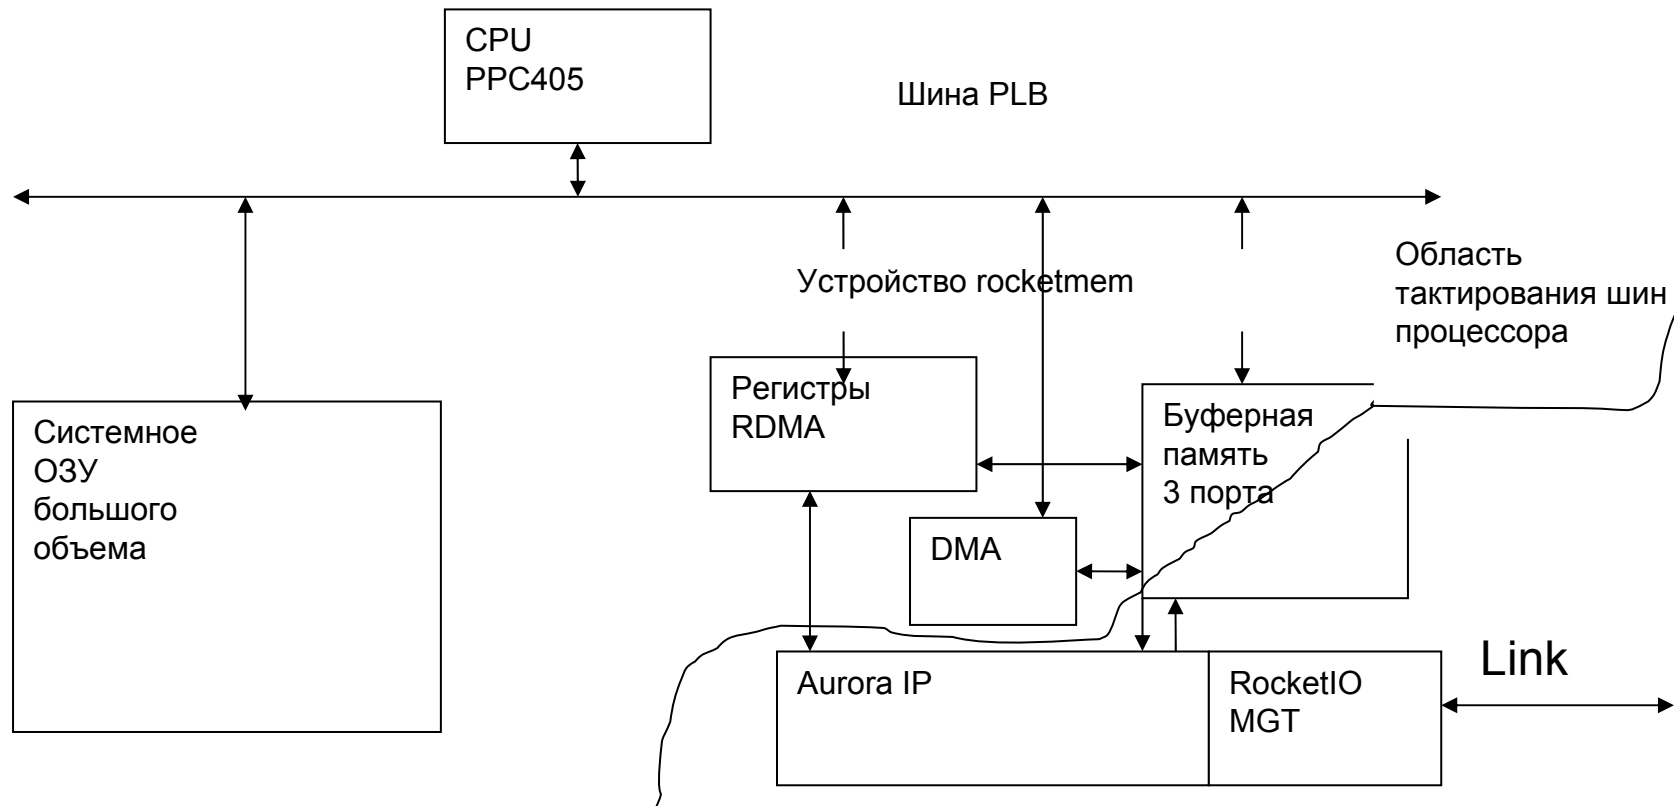 CPU
PPC405
Шина PLB
Область
тактирования шин
процессора
Устройство rocketmem
Регистры
RDMA
Буферная
память
3 порта
Системное
ОЗУ
большого
объема
DMA
Aurora IP
RocketIO
MGT
Link